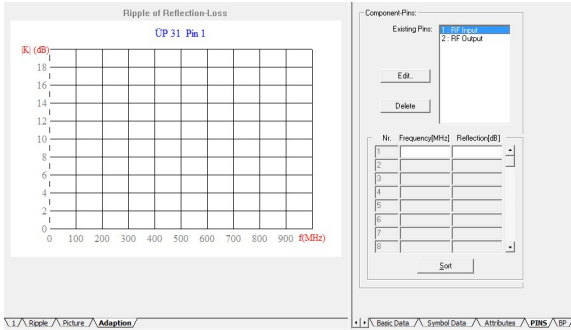 Ripple of Reflection-Loss
ÜP 31 Pin 1
|K| (dB)
18
16
14
12
10
8
6
4
2
0
0 100 200 300 400 500 600 700 800 900 f(MHz)
1 Ripple Picture Adaption
Component-Pins:
Existing Pins:
1 : RF Input
2 : RF Output
Edit..
Delete
Nr. Frequency[MHz] Reflection[dB]
1
2
3
4
5
6
7
8
Sort
Basic Data Symbol Data Attributes PINS BP